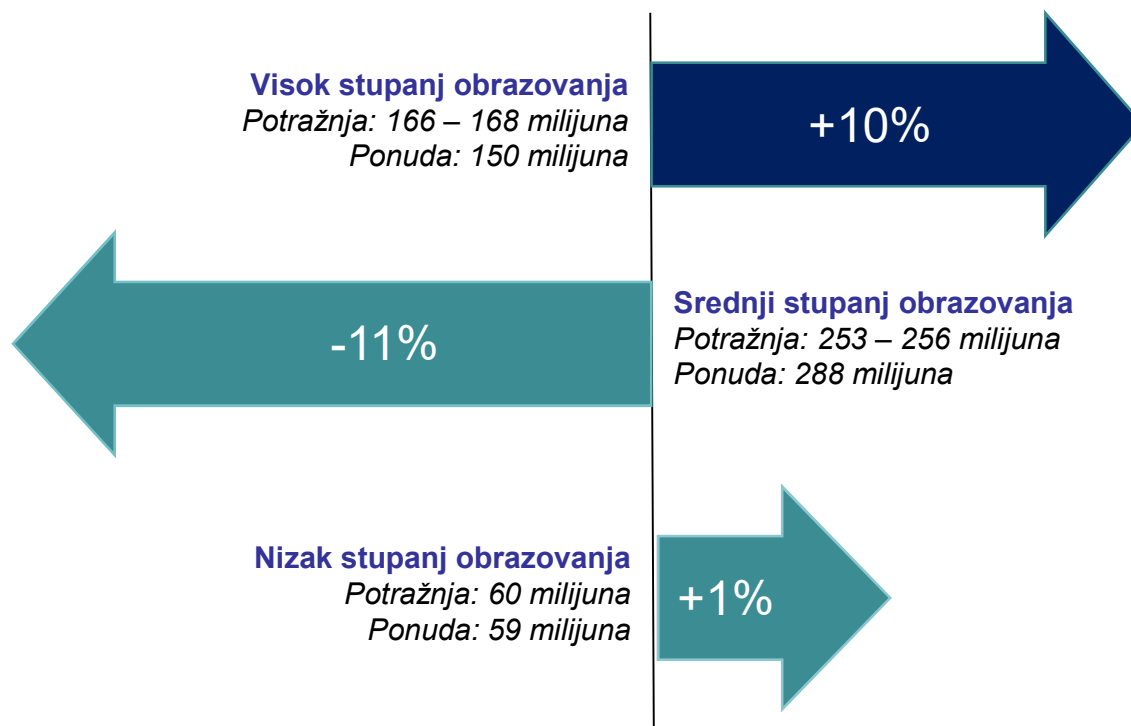 Visok stupanj obrazovanja
Potražnja: 166 – 168 milijuna
Ponuda: 150 milijuna
+10%
-11%
Srednji stupanj obrazovanja
Potražnja: 253 – 256 milijuna
Ponuda: 288 milijuna
Nizak stupanj obrazovanja
Potražnja: 60 milijuna
Ponuda: 59 milijuna
+1%